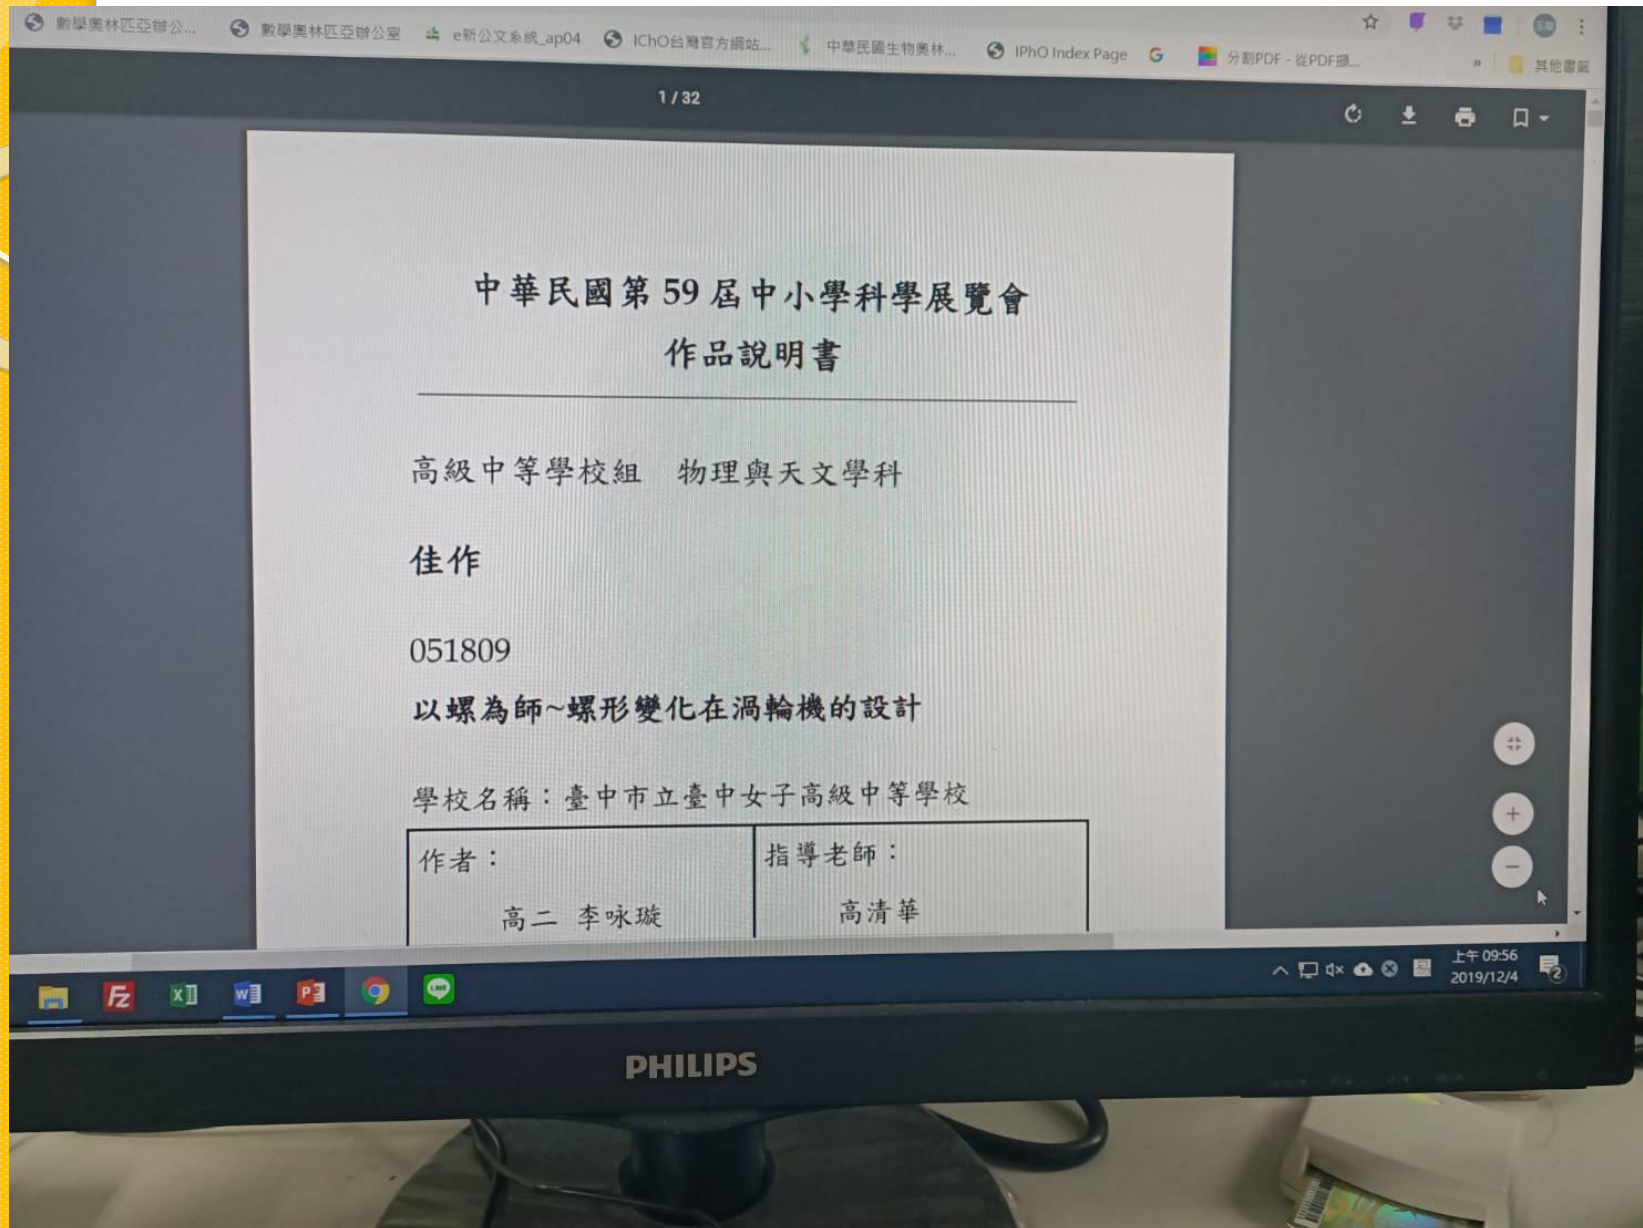 數學奧林匹亞辦公... 數學奧林匹亞辦公室 e新公文系統_ap04 IChO台灣官方網站... 中華民國生物奧林... IPhO Index Page 分割PDF - 從PDF擷...
» 其他書籤
1 / 32
中華民國第 59 屆中小學科學展覽會
作品說明書
高級中等學校組 物理與天文學科
佳作
051809
以螺為師~螺形變化在渦輪機的設計
學校名稱：臺中市立臺中女子高級中等學校
作者： 指導老師：
高二 李咏璇 高清華
上午 09:56
2019/12/4
PHILIPS